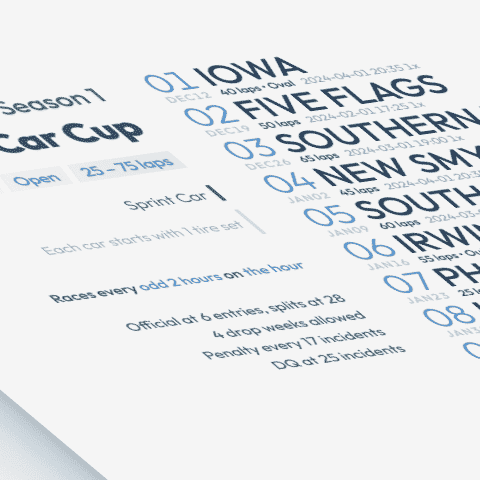 Season 1
Car Cup
Open 25 – 75 laps
Sprint Car
Each car starts with 1 tire set
Races every odd 2 hours on the hour
Official at 6 entries, splits at 28
4 drop weeks allowed
Penalty every 17 incidents
DQ at 25 incidents
01 IOWA
DEC12 40 laps • Oval 2024-04-01 20:35 1x
02 FIVE FLAGS
DEC19 50 laps 2024-02-01 17:25 1x
03 SOUTHERN
DEC26 65 laps 2024-03-01 19:00 1x
04 NEW SMY
JAN02 45 laps 2024-04-01 20:
05 SOUTH
JAN09 60 laps 2024-03-
06 IRWI
JAN16 55 laps
07 PH
JAN23 25
08